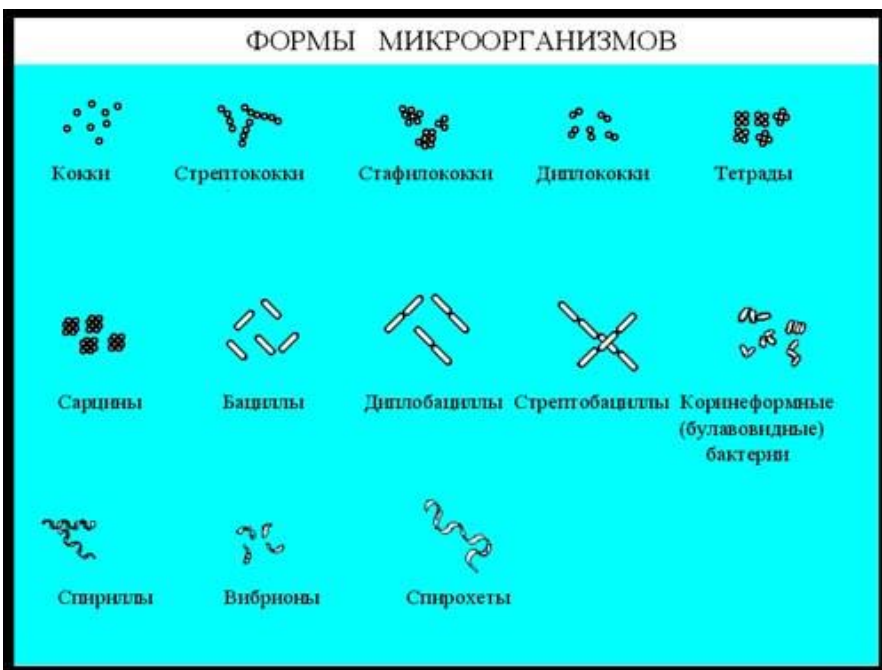 ФОРМЫ МИКРООРГАНИЗМОВ
Кокки Стрептококки Стафилококки Диплококки Тетрады
Сарцины Бациллы Диплобациллы Стрептобациллы Коринеформные
(булавовидные)
бактерии
Спириллы Вибрионы Спирохеты